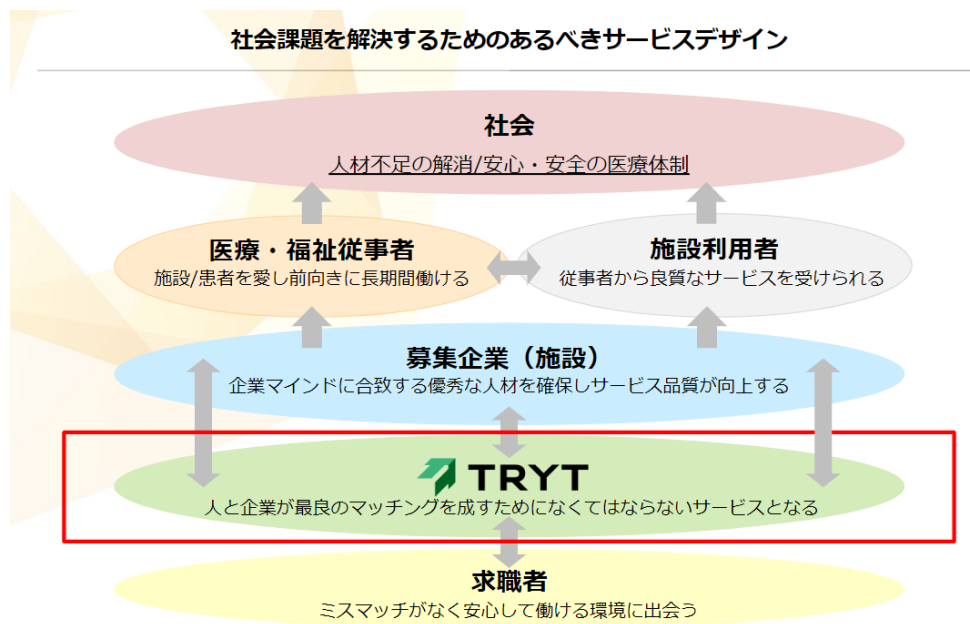 社会課題を解決するためのあるべきサービスデザイン
社会
人材不足の解消/安心・安全の医療体制
医療・福祉従事者
施設/患者を愛し前向きに長期間働ける
施設利用者
従事者から良質なサービスを受けられる
募集企業（施設）
企業マインドに合致する優秀な人材を確保しサービス品質が向上する
TRYT
人と企業が最良のマッチングを成すためになくてはならないサービスとなる
求職者
ミスマッチがなく安心して働ける環境に出会う